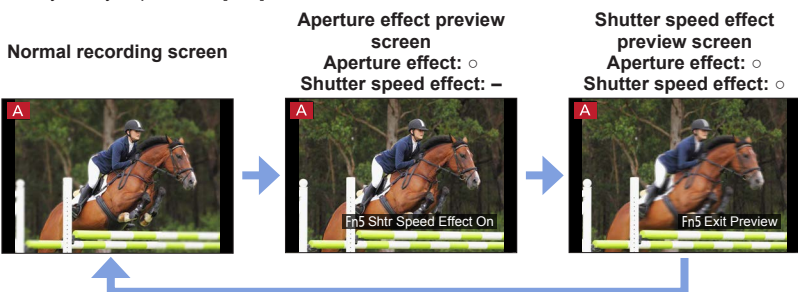 Normal recording screen
Aperture effect preview
screen
Aperture effect: ○
Shutter speed effect: –
Shutter speed effect
preview screen
Aperture effect: ○
Shutter speed effect: ○
A
Fn5 Shtr Speed Effect On
A
Fn5 Exit Preview
A